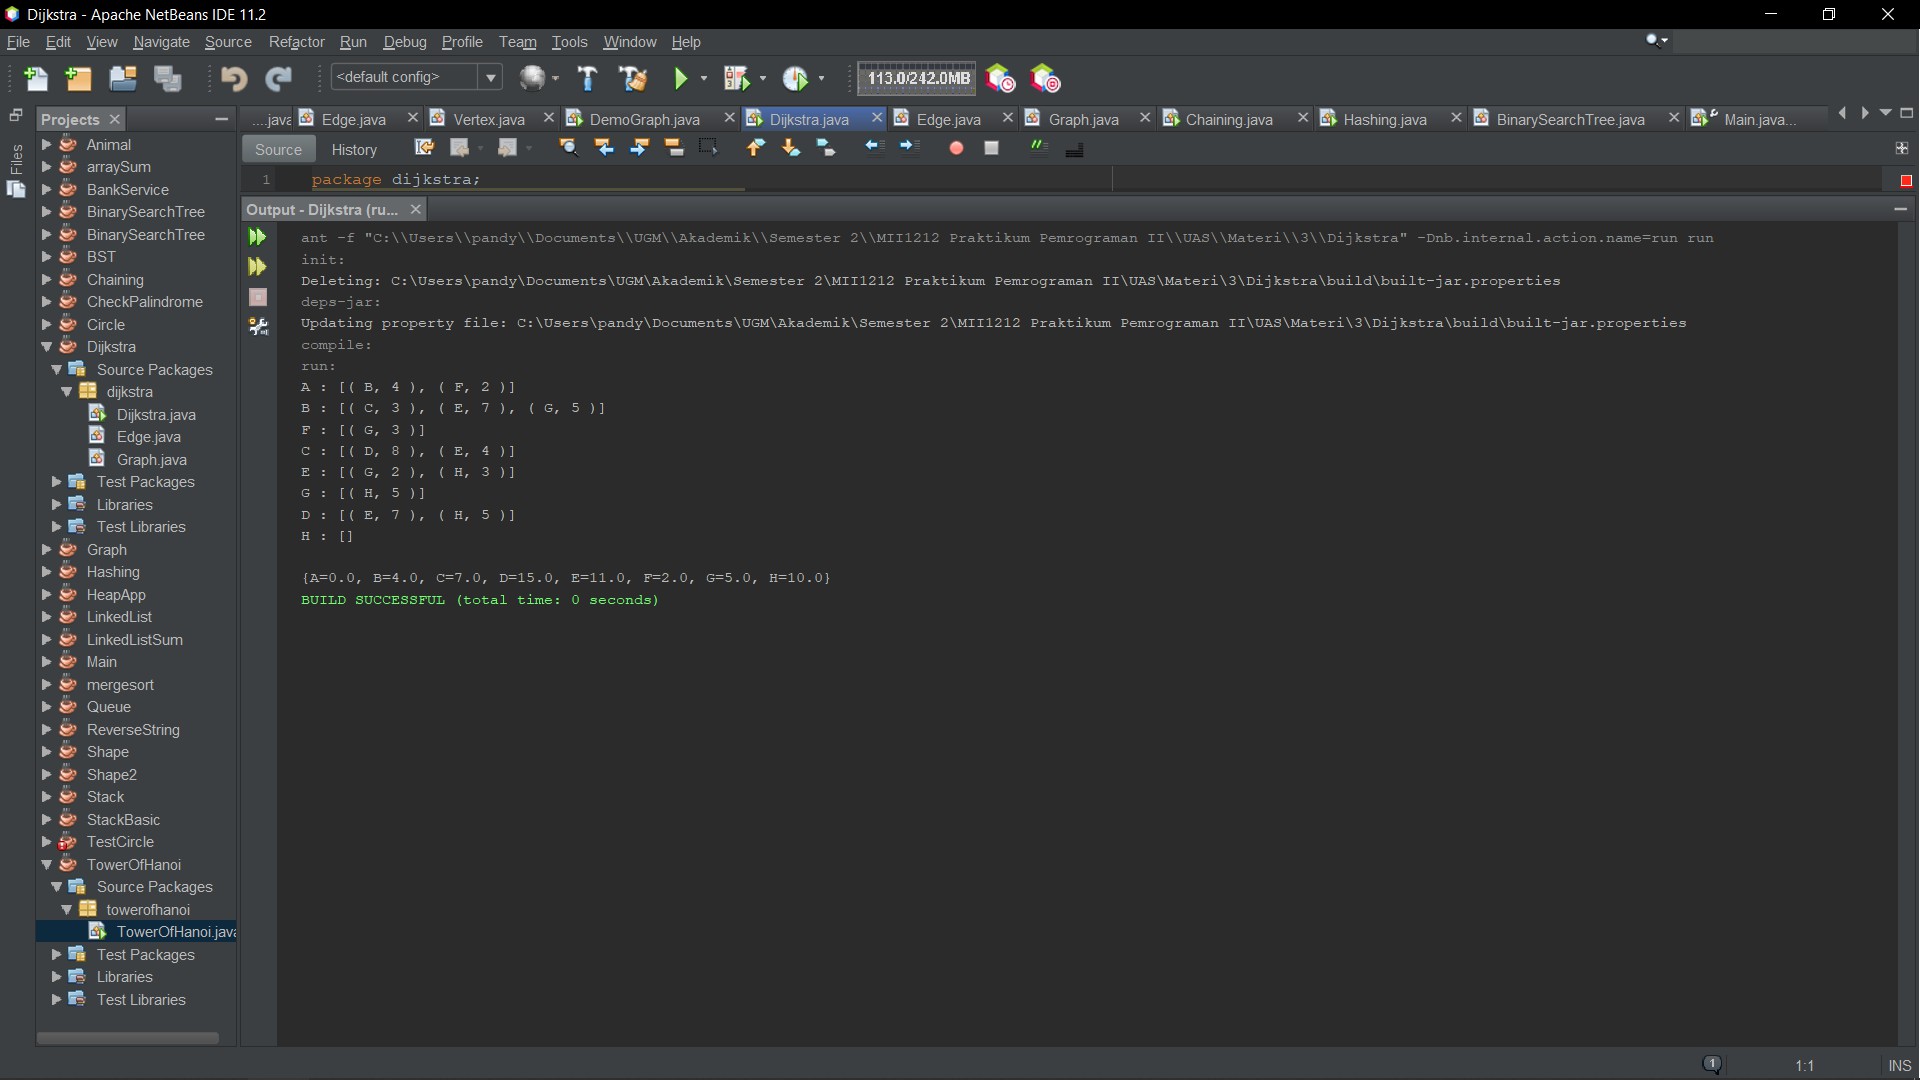 Dijkstra - Apache NetBeans IDE 11.2
File Edit View Navigate Source Refactor Run Debug Profile Team Tools Window Help
<default config>
113.0/242.0MB
Files
Projects
Animal
arraySum
BankService
BinarySearchTree
BinarySearchTree
BST
Chaining
CheckPalindrome
Circle
Dijkstra
Source Packages
dijkstra
Dijkstra.java
Edge.java
Graph.java
Test Packages
Libraries
Test Libraries
Graph
Hashing
HeapApp
LinkedList
LinkedListSum
Main
mergesort
Queue
ReverseString
Shape
Shape2
Stack
StackBasic
TestCircle
TowerOfHanoi
Source Packages
towerofhanoi
TowerOfHanoi.java
Test Packages
Libraries
Test Libraries
....java Edge.java Vertex.java DemoGraph.java Dijkstra.java Edge.java Graph.java Chaining.java Hashing.java BinarySearchTree.java Main.java...
Source History
1 package dijkstra;
Output - Dijkstra (ru...
ant -f "C:\\Users\\pandy\\Documents\\UGM\\Akademik\\Semester 2\\MII1212 Praktikum Pemrograman II\\UAS\\Materi\\3\\Dijkstra" -Dnb.internal.action.name=run run
init:
Deleting: C:\Users\pandy\Documents\UGM\Akademik\Semester 2\MII1212 Praktikum Pemrograman II\UAS\Materi\3\Dijkstra\build\built-jar.properties
deps-jar:
Updating property file: C:\Users\pandy\Documents\UGM\Akademik\Semester 2\MII1212 Praktikum Pemrograman II\UAS\Materi\3\Dijkstra\build\built-jar.properties
compile:
run:
A : [( B, 4 ), ( F, 2 )]
B : [( C, 3 ), ( E, 7 ), ( G, 5 )]
F : [( G, 3 )]
C : [( D, 8 ), ( E, 4 )]
E : [( G, 2 ), ( H, 3 )]
G : [( H, 5 )]
D : [( E, 7 ), ( H, 5 )]
H : []
{A=0.0, B=4.0, C=7.0, D=15.0, E=11.0, F=2.0, G=5.0, H=10.0}
BUILD SUCCESSFUL (total time: 0 seconds)
1 1:1 INS